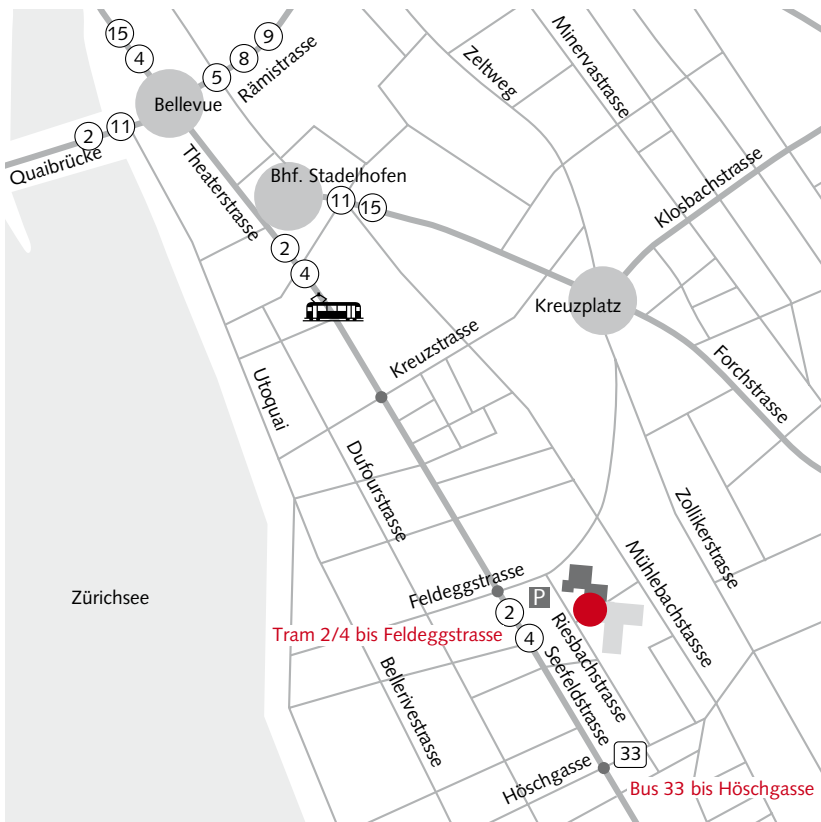 15
4
9
8
5
Rämistrasse
Bellevue
2
11
Quaibrücke
Theaterstrasse
Zeltweg
Minervastrasse
Bhf. Stadelhofen
11
15
Klosbachstrasse
2
4
Kreuzplatz
Kreuzstrasse
Forchstrasse
Utoquai
Dufourstrasse
Zollikerstrasse
Mühlebachstassse
Feldeggstrasse
P
Zürichsee
2
Tram 2/4 bis Feldeggstrasse
4
Riesbachstrasse
Seefeldstrasse
Bellerivestrasse
33
Höschgasse
Bus 33 bis Höschgasse